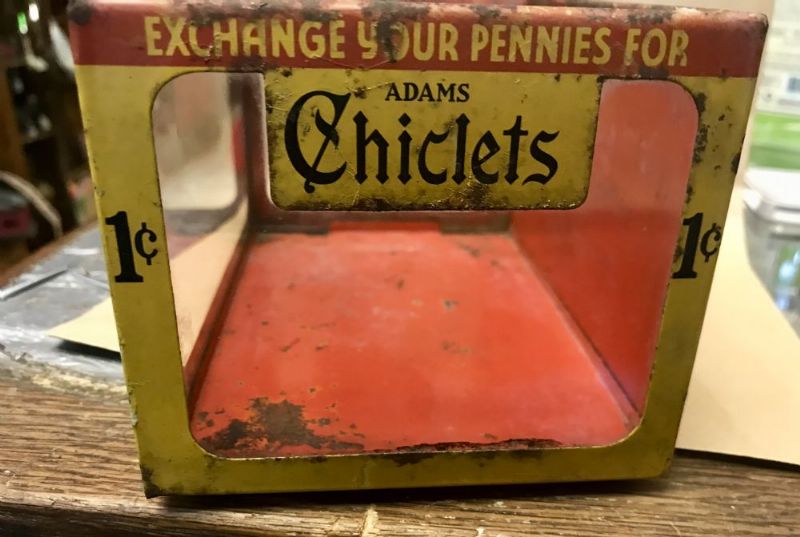 EXCHANGE YOUR PENNIES FOR
ADAMS
Chiclets
1¢ 1¢